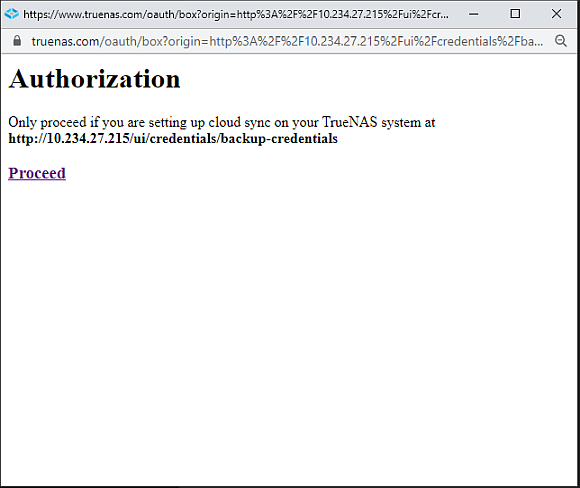 https://www.truenas.com/oauth/box?origin=http%3A%2F%2F10.234.27.215%2Fui%2Fcr...
truenas.com/oauth/box?origin=http%3A%2F%2F10.234.27.215%2Fui%2Fcredentials%2Fba...
Authorization
Only proceed if you are setting up cloud sync on your TrueNAS system at
http://10.234.27.215/ui/credentials/backup-credentials
Proceed